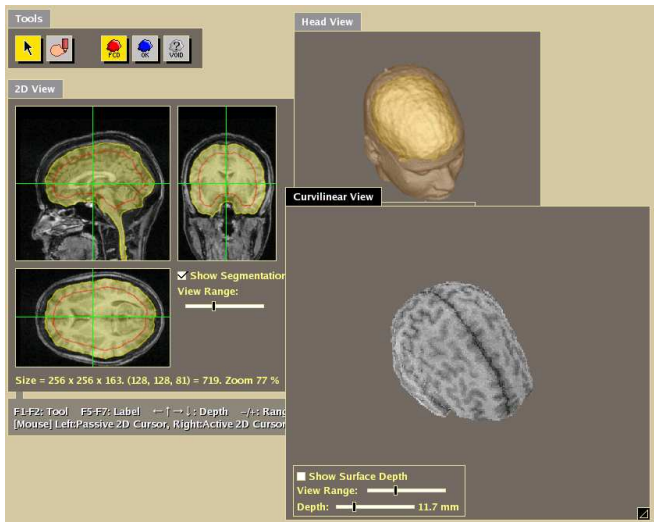 Tools
FCD OK VOID
2D View
Show Segmentation
View Range:
Size = 256 x 256 x 163. (128, 128, 81) = 719. Zoom 77 %
F1-F2: Tool F5-F7: Label ←↑→↓: Depth -/+: Rang
[Mouse] Left:Passive 2D Cursor, Right:Active 2D Cursor
Head View
Curvilinear View
Show Surface Depth
View Range:
Depth: 11.7 mm